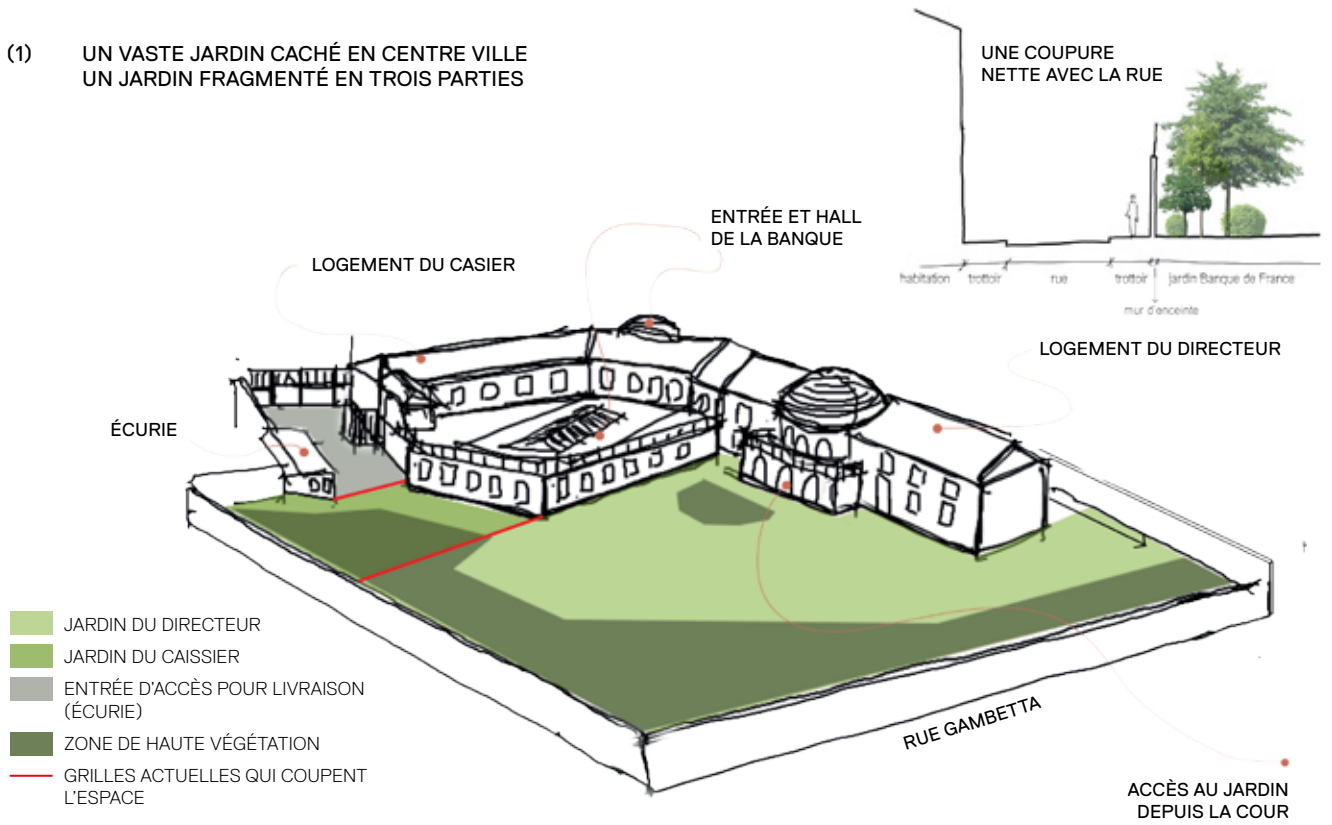 (1) UN VASTE JARDIN CACHÉ EN CENTRE VILLE
UN JARDIN FRAGMENTÉ EN TROIS PARTIES
UNE COUPURE
NETTE AVEC LA RUE
habitation trottoir rue trottoir jardin Banque de France
mur d'enceinte
ENTRÉE ET HALL
DE LA BANQUE
LOGEMENT DU CASIER
LOGEMENT DU DIRECTEUR
ÉCURIE
JARDIN DU DIRECTEUR
JARDIN DU CAISSIER
ENTRÉE D'ACCÈS POUR LIVRAISON
(ÉCURIE)
ZONE DE HAUTE VÉGÉTATION
GRILLES ACTUELLES QUI COUPENT
L'ESPACE
RUE GAMBETTA
ACCÈS AU JARDIN
DEPUIS LA COUR